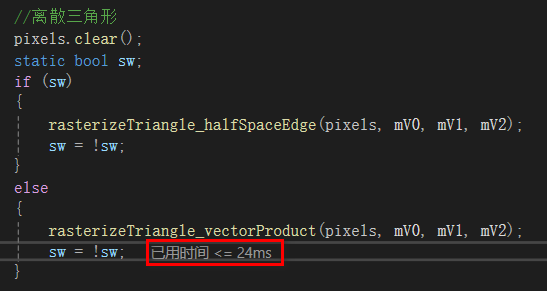 //离散三角形
pixels.clear();
static bool sw;
if (sw)
{
rasterizeTriangle_halfSpaceEdge(pixels, mV0, mV1, mV2);
sw = !sw;
}
else
{
rasterizeTriangle_vectorProduct(pixels, mV0, mV1, mV2);
sw = !sw; 已用时间 <= 24ms
}